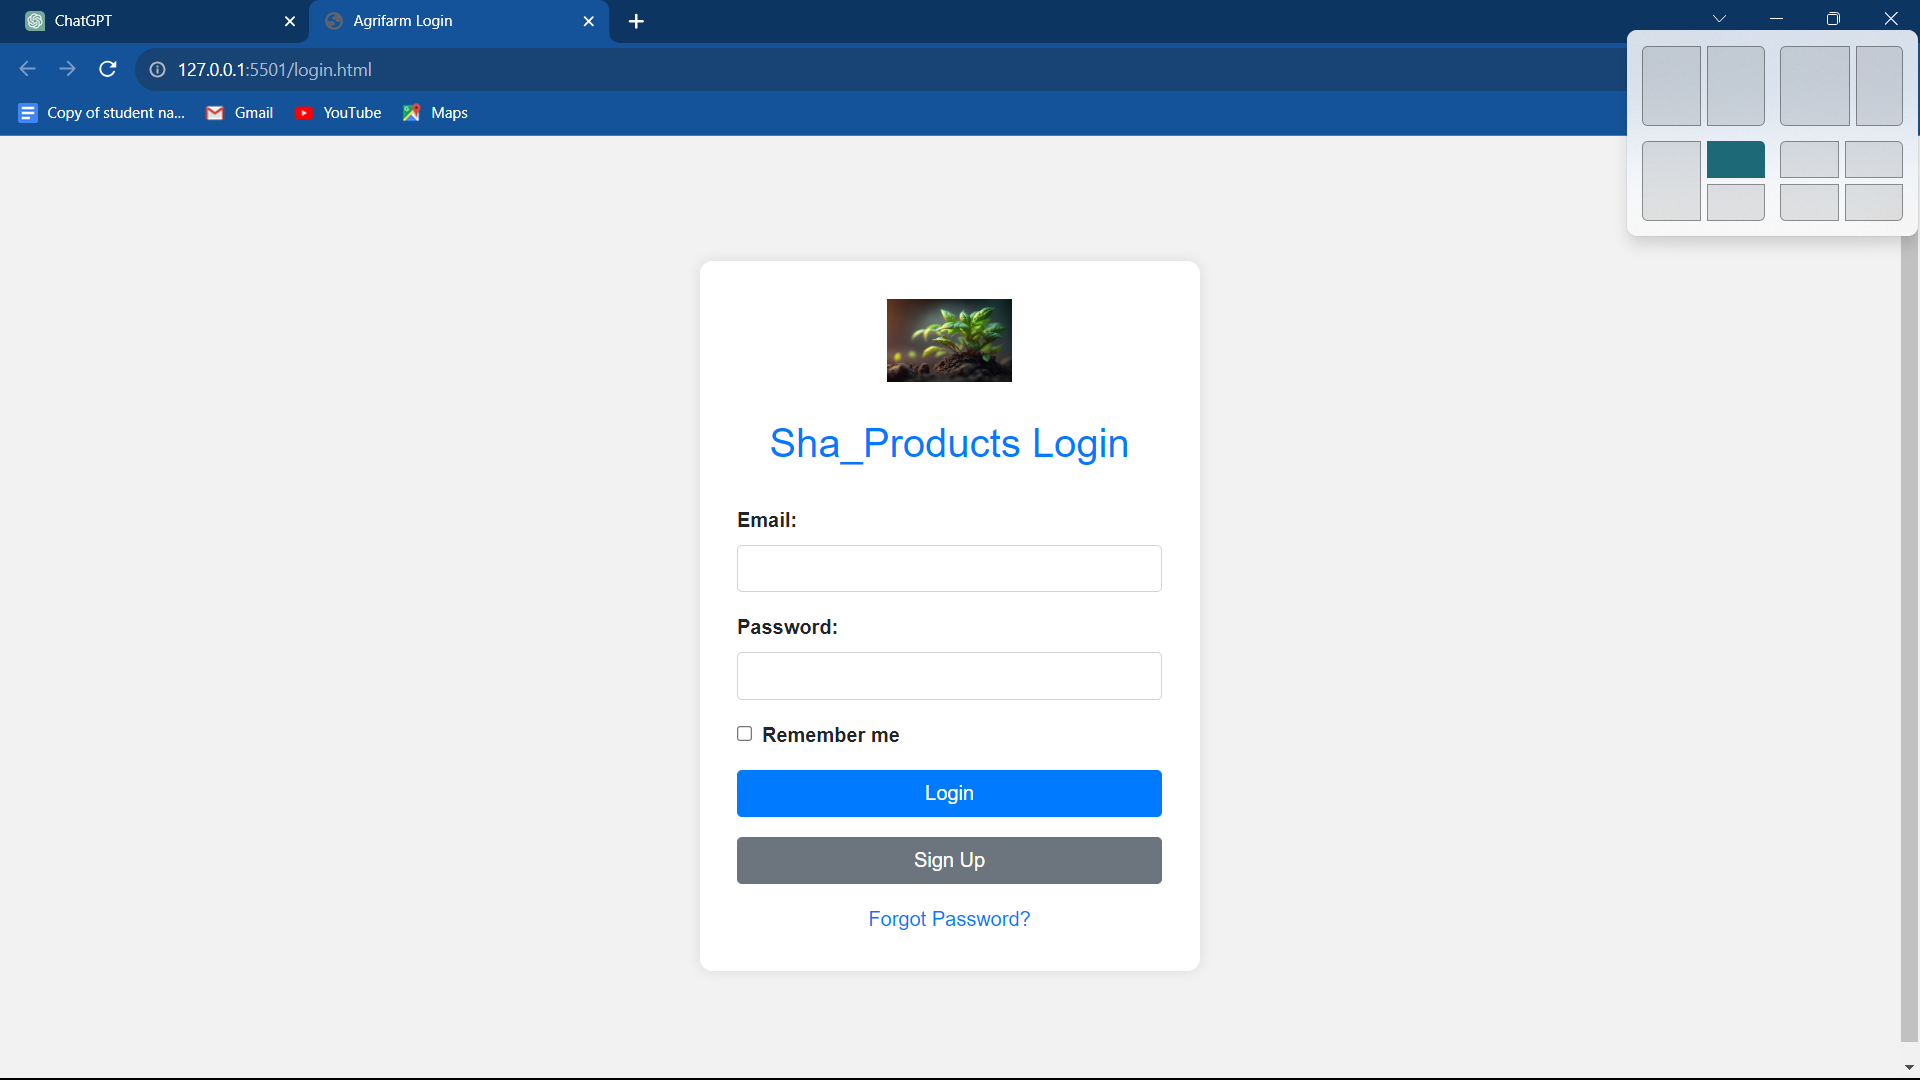 ChatGPT
Agrifarm Login
127.0.0.1:5501/login.html
Copy of student na...
Gmail
YouTube
Maps
Sha_Products Login
Email:
Password:
Remember me
Login
Sign Up
Forgot Password?